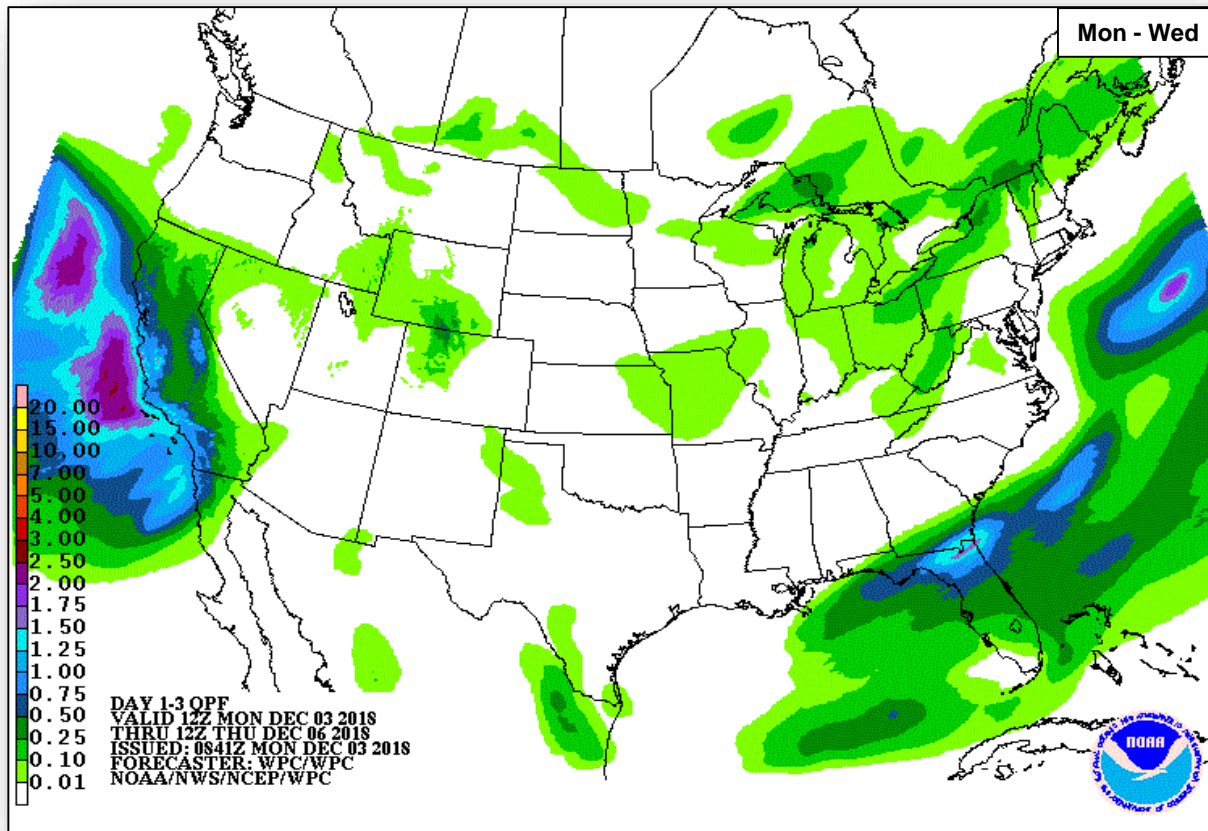 Mon - Wed
20.00
15.00
10.00
7.00
5.00
4.00
3.00
2.50
2.00
1.75
1.50
1.25
1.00
0.75
0.50
0.25
0.10
0.01
DAY 1-3 QPF
VALID 12Z MON DEC 03 2018
THRU 12Z THU DEC 06 2018
ISSUED: 0841Z MON DEC 03 2018
FORECASTER: WPC/WPC
NOAA/NWS/NCEP/WPC
NOAA